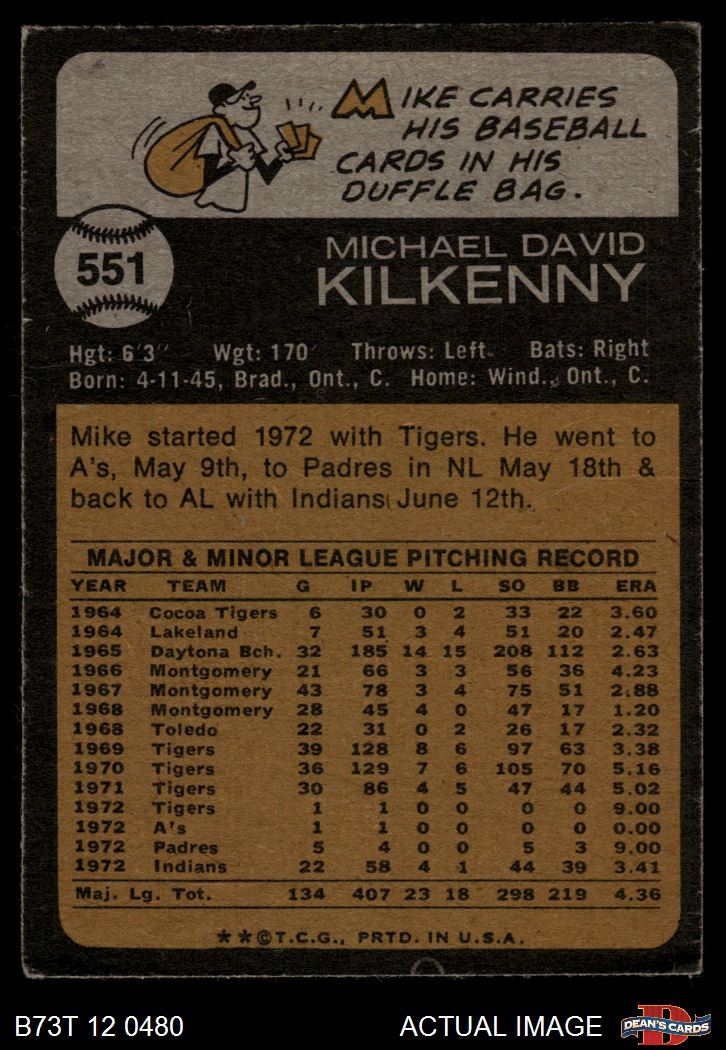 MIKE CARRIES
HIS BASEBALL
CARDS IN HIS
DUFFLE BAG.
551
MICHAEL DAVID
KILKENNY
Hgt: 6'3" Wgt: 170 Throws: Left Bats: Right
Born: 4-11-45, Brad., Ont., C. Home: Wind., Ont., C.
Mike started 1972 with Tigers. He went to
A's, May 9th, to Padres in NL May 18th &
back to AL with Indians June 12th.
MAJOR & MINOR LEAGUE PITCHING RECORD
YEAR TEAM G IP W L SO BB ERA
1964 Cocoa Tigers 6 30 0 2 33 22 3.60
1964 Lakeland 7 51 3 4 51 20 2.47
1965 Daytona Bch. 32 185 14 15 208 112 2.63
1966 Montgomery 21 66 3 3 56 36 4.23
1967 Montgomery 43 78 3 4 75 51 2.88
1968 Montgomery 28 45 4 0 47 17 1.20
1968 Toledo 22 31 0 2 26 17 2.32
1969 Tigers 39 128 8 6 97 63 3.38
1970 Tigers 36 129 7 6 105 70 5.16
1971 Tigers 30 86 4 5 47 44 5.02
1972 Tigers 1 1 0 0 0 0 9.00
1972 A's 1 1 0 0 0 0 0.00
1972 Padres 5 4 0 0 5 3 9.00
1972 Indians 22 58 4 1 44 39 3.41
Maj. Lg. Tot. 134 407 23 18 298 219 4.36
**©T.C.G., PRTD. IN U.S.A.
B73T 12 0480 ACTUAL IMAGE
D
DEAN'S CARDS